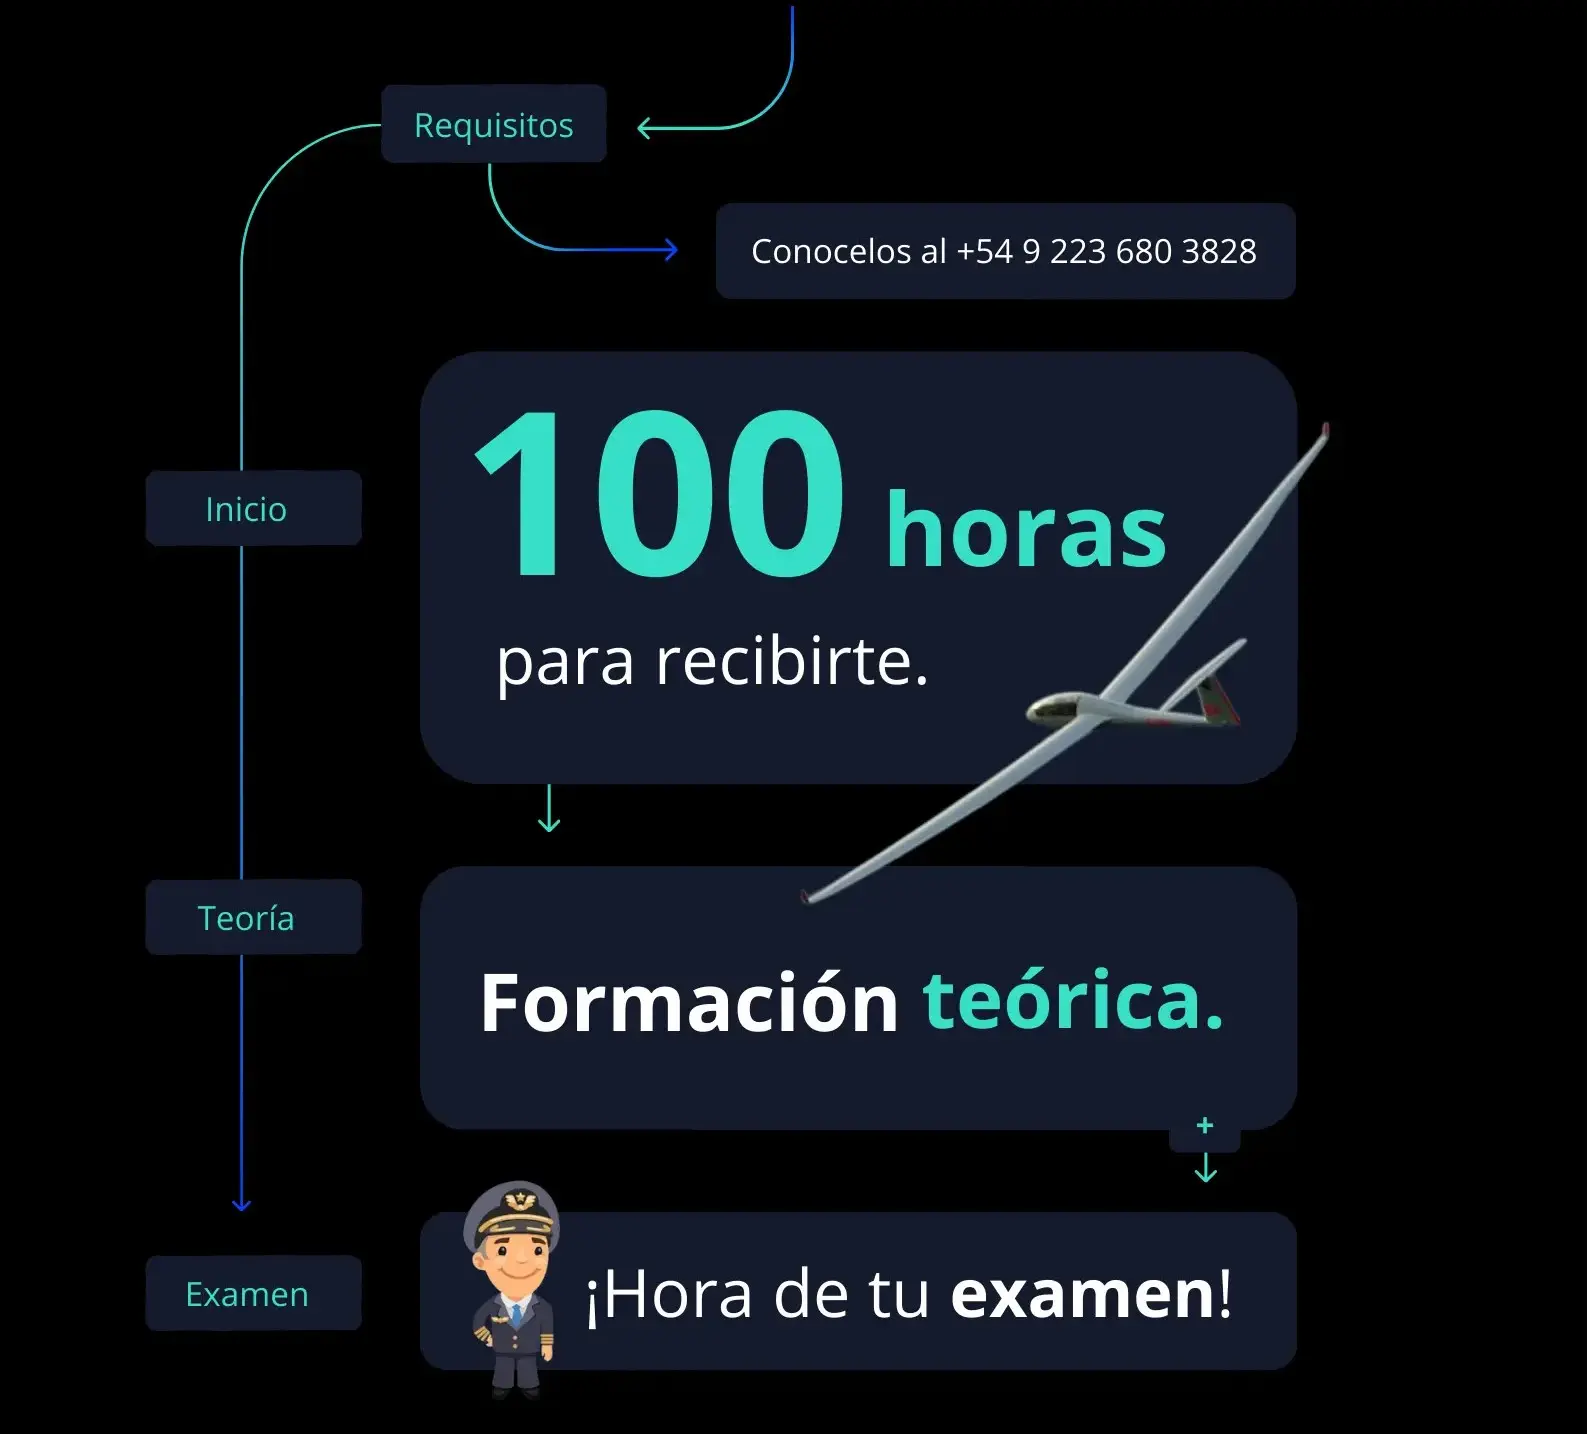 Requisitos
Conocelos al +54 9 223 680 3828
Inicio
100 horas
para recibirte.
Teoría
Formación teórica.
+
Examen
¡Hora de tu examen!